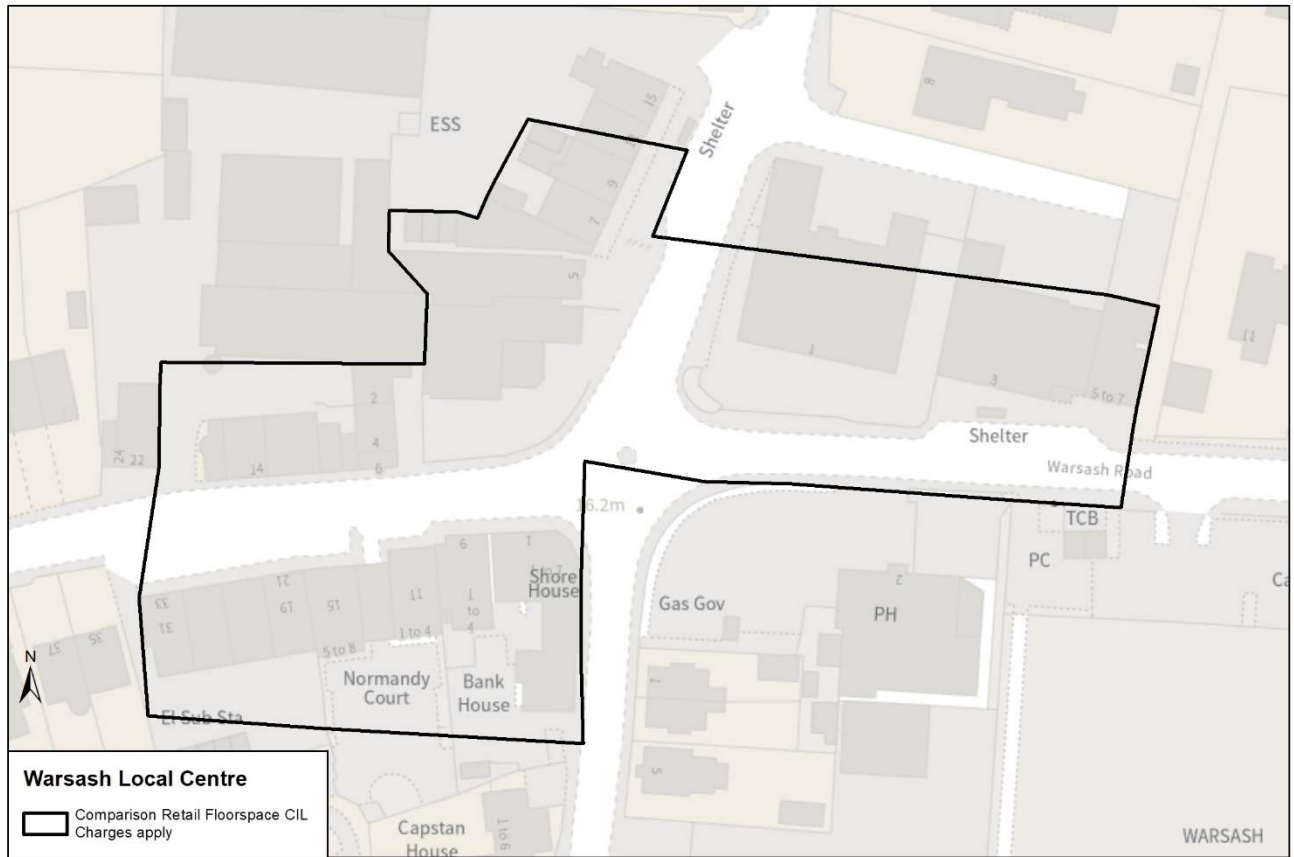 ESS
Shelter
8
15
9
7
5
1
3
5 to 7
11
Shelter
Warsash Road
2
4
6
14
24
22
16.2m
TCB
PC
Ca
33
31
21
19
15
11
9
1
1 to 4
5 to 8
1 to 4
Shore
House
37
35
Gas Gov
PH
2
1
5
Normandy
Court
Bank
House
N
El Sub Sta
Capstan
House
1 to 6
WARSASH
Warsash Local Centre
Comparison Retail Floorspace CIL
Charges apply